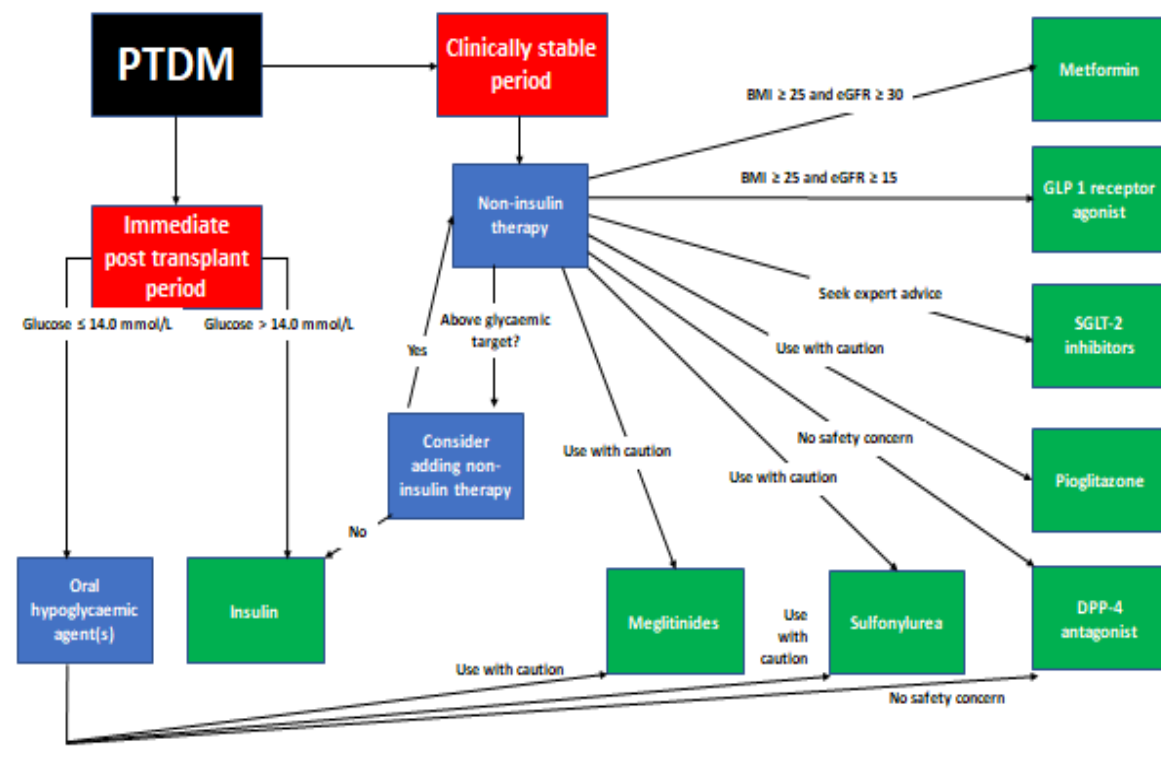 PTDM
Clinically stable
period
Metformin
BMI ≥ 25 and eGFR ≥ 30
BMI ≥ 25 and eGFR ≥ 15
GLP 1 receptor
agonist
Non-insulin
therapy
Immediate
post transplant
period
Seek expert advice
SGLT-2
inhibitors
Glucose ≤ 14.0 mmol/L
Glucose > 14.0 mmol/L
Above glycaemic
target?
Yes
Use with caution
Consider
adding non-
insulin therapy
No safety concern
Use with caution
Use with caution
Pioglitazone
No
Oral
hypoglycaemic
agent(s)
Insulin
Meglitinides
Use
with
caution
Sulfonylurea
DPP-4
antagonist
Use with caution
No safety concern